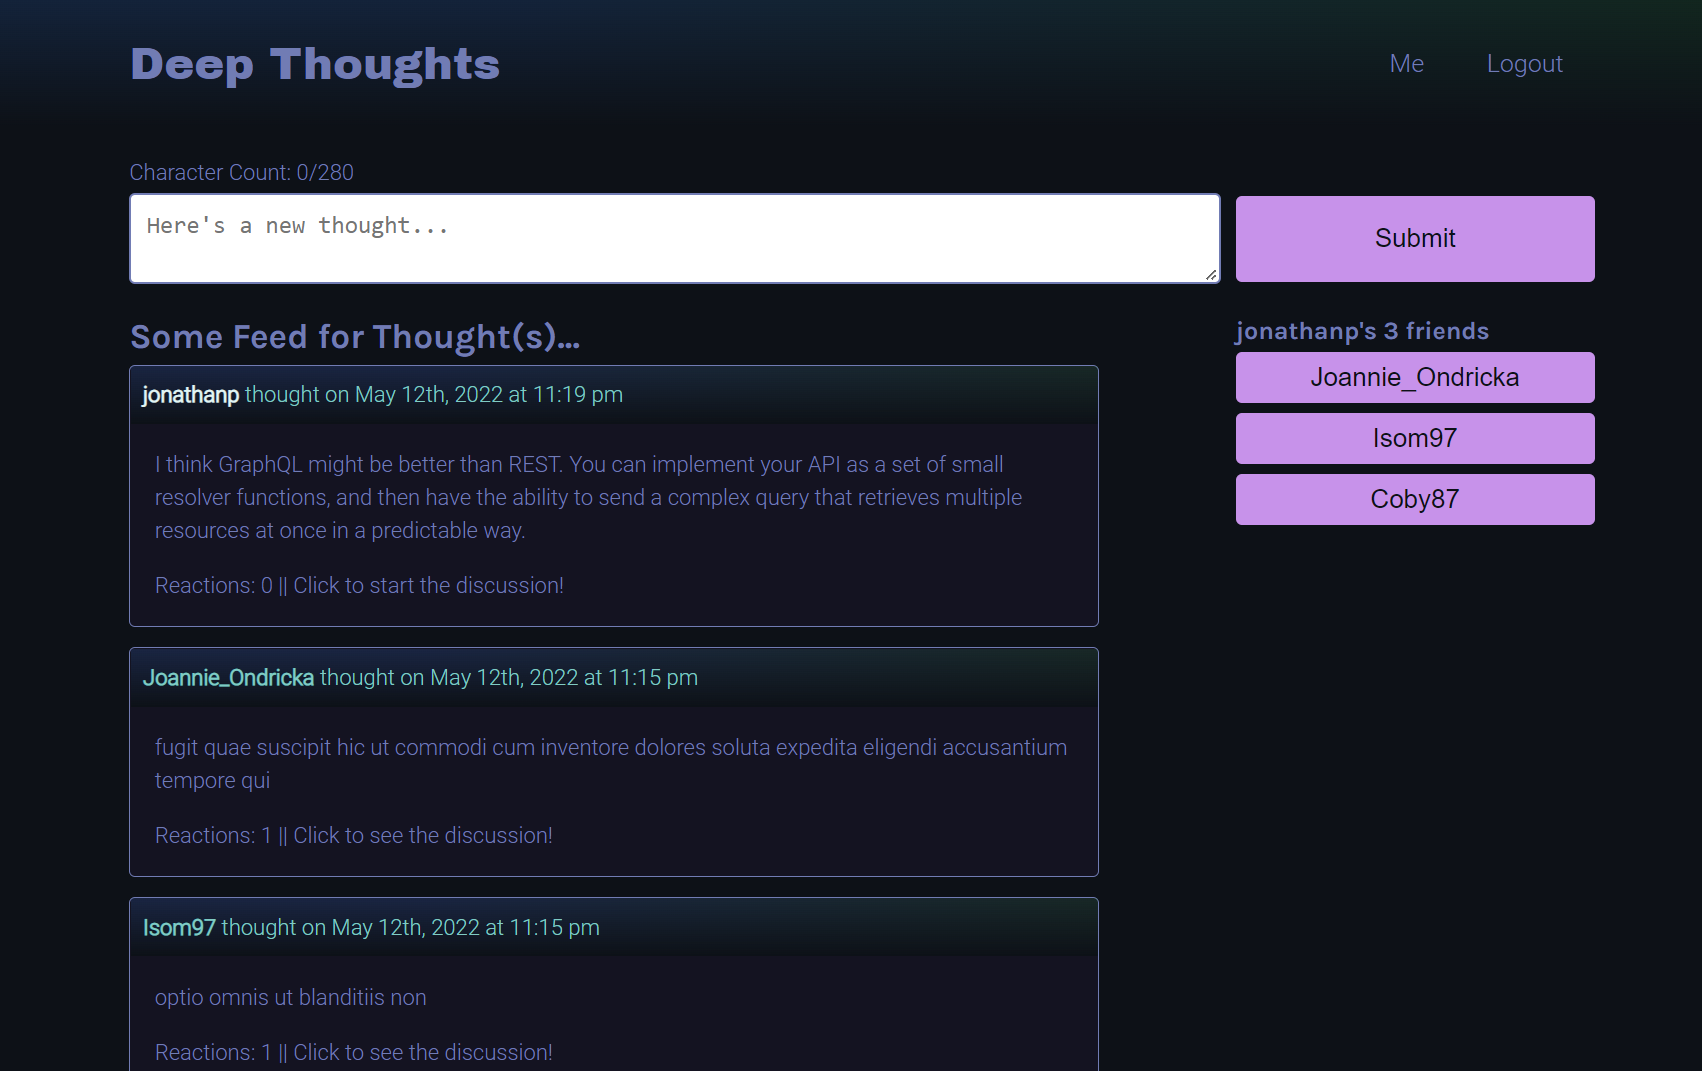 Deep Thoughts
Me
Logout
Character Count: 0/280
Here's a new thought...
Submit
Some Feed for Thought(s)...
jonathanp thought on May 12th, 2022 at 11:19 pm
I think GraphQL might be better than REST. You can implement your API as a set of small
resolver functions, and then have the ability to send a complex query that retrieves multiple
resources at once in a predictable way.
Reactions: 0 || Click to start the discussion!
Joannie_Ondricka thought on May 12th, 2022 at 11:15 pm
fugit quae suscipit hic ut commodi cum inventore dolores soluta expedita eligendi accusantium
tempore qui
Reactions: 1 || Click to see the discussion!
Isom97 thought on May 12th, 2022 at 11:15 pm
optio omnis ut blanditiis non
Reactions: 1 || Click to see the discussion!
jonathanp's 3 friends
Joannie_Ondricka
Isom97
Coby87